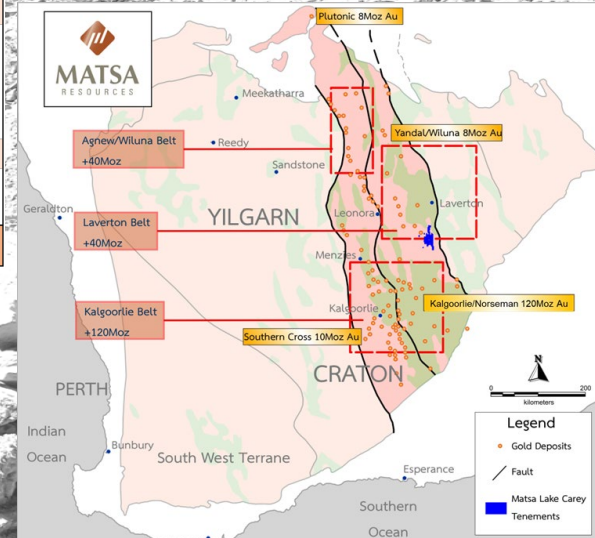 MATSA
RESOURCES
Plutonic 8Moz Au
Meekatharra
Agnew/Wiluna Belt
+40Moz
Reedy
Yandal/Wiluna 8Moz Au
Sandstone
Geraldton
YILGARN
Leonora
Laverton
Laverton Belt
+40Moz
Menzies
Kalgoorlie Belt
+120Moz
Kalgoorlie
Kalgoorlie/Norseman 120Moz Au
Southern Cross 10Moz Au
CRATON
PERTH
N
0
200
kilometers
Indian
Ocean
Bunbury
South West Terrane
Esperance
Southern
Ocean
Legend
Gold Deposits
Fault
Matsa Lake Carey
Tenements